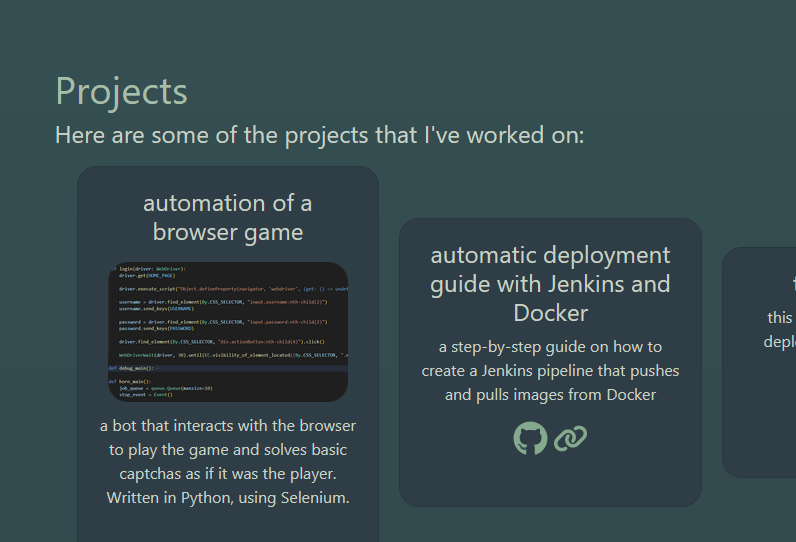 Projects
Here are some of the projects that I've worked on:
automation of a
browser game
login(driver: WebDriver):
driver.get(HOME_PAGE)
driver.execute_script("Object.defineProperty(navigator, 'webdriver', {get: () => undef
username = driver.find_element(By.CSS_SELECTOR, "input.username:nth-child(2)")
username.send_keys(USERNAME)
password = driver.find_element(By.CSS_SELECTOR, "input.password:nth-child(2)")
password.send_keys(PASSWORD)
driver.find_element(By.CSS_SELECTOR, "div.actionButton:nth-child(4)").click()
WebDriverWait(driver, 30).until(EC.visibility_of_element_located((By.CSS_SELECTOR,
def debug_main():
def horn_main():
job_queue = queue.Queue(maxsize=10)
stop_event = Event()
a bot that interacts with the browser
to play the game and solves basic
captchas as if it was the player.
Written in Python, using Selenium.
automatic deployment
guide with Jenkins and
Docker
a step-by-step guide on how to
create a Jenkins pipeline that pushes
and pulls images from Docker
t
this
depl